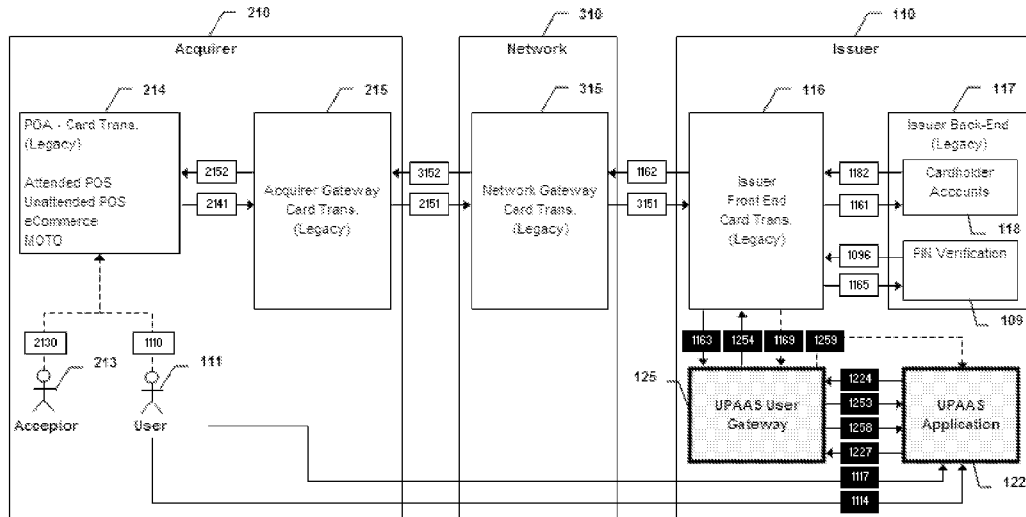 210
310
110
Acquirer
Network
Issuer
214
215
315
116
117
POA - Card Trans.
(Legacy)
Attended POS
Unattended POS
eCommerce
MOTO
Acquirer Gateway
Card Trans.
(Legacy)
Network Gateway
Card Trans.
(Legacy)
Issuer
Front End
Card Trans.
(Legacy)
Issuer Back-End
(Legacy)
Cardholder
Accounts
118
PIN Verification
109
2152
2141
3152
2151
1162
3151
1182
1161
1096
1165
2130
1110
213
111
Acceptor
User
1163
1254
1169
1259
125
UPAAS User
Gateway
1224
1253
1258
1227
UPAAS
Application
122
1117
1114